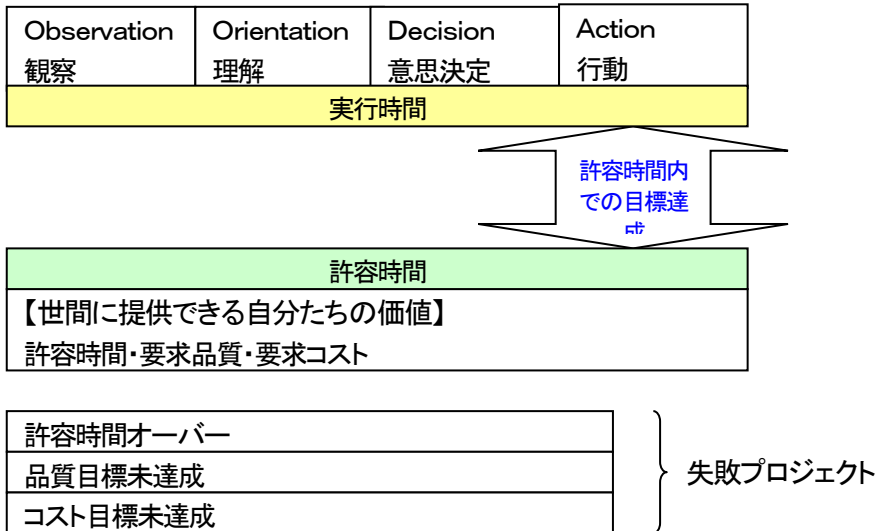 Observation Orientation Decision Action
観察 理解 意思決定 行動
実行時間
許容時間内
での目標達
成
許容時間
【世間に提供できる自分たちの価値】
許容時間・要求品質・要求コスト
許容時間オーバー
品質目標未達成
失敗プロジェクト
コスト目標未達成